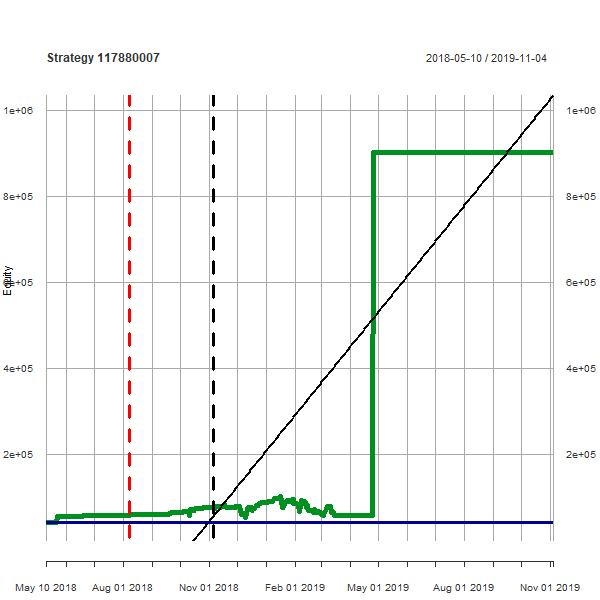 Strategy 117880007
2018-05-10 / 2019-11-04
1e+06
1e+06
8e+05
8e+05
Equity
6e+05
6e+05
4e+05
4e+05
2e+05
2e+05
May 10 2018
Aug 01 2018
Nov 01 2018
Feb 01 2019
May 01 2019
Aug 01 2019
Nov 01 2019